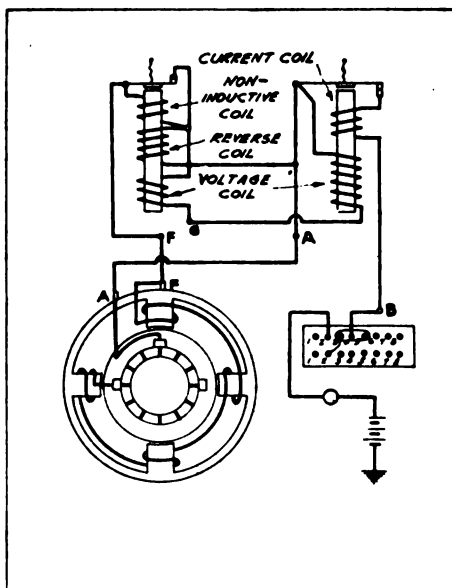 CURRENT COIL
NON-
INDUCTIVE
COIL
REVERSE
COIL
VOLTAGE
COIL
G
F
A
A
F
B